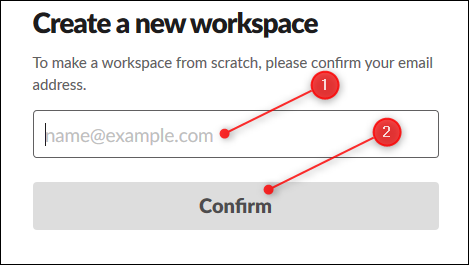 Create a new workspace
To make a workspace from scratch, please confirm your email
address.
1
name@example.com
2
Confirm